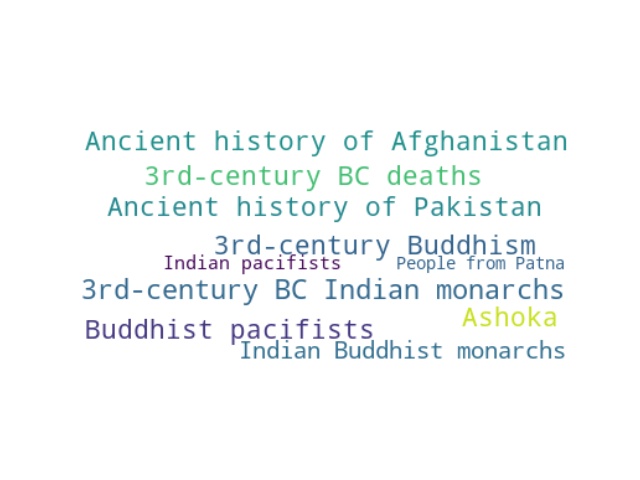 Ancient history of Afghanistan
3rd-century BC deaths
Ancient history of Pakistan
3rd-century Buddhism
Indian pacifists
People from Patna
3rd-century BC Indian monarchs
Ashoka
Buddhist pacifists
Indian Buddhist monarchs